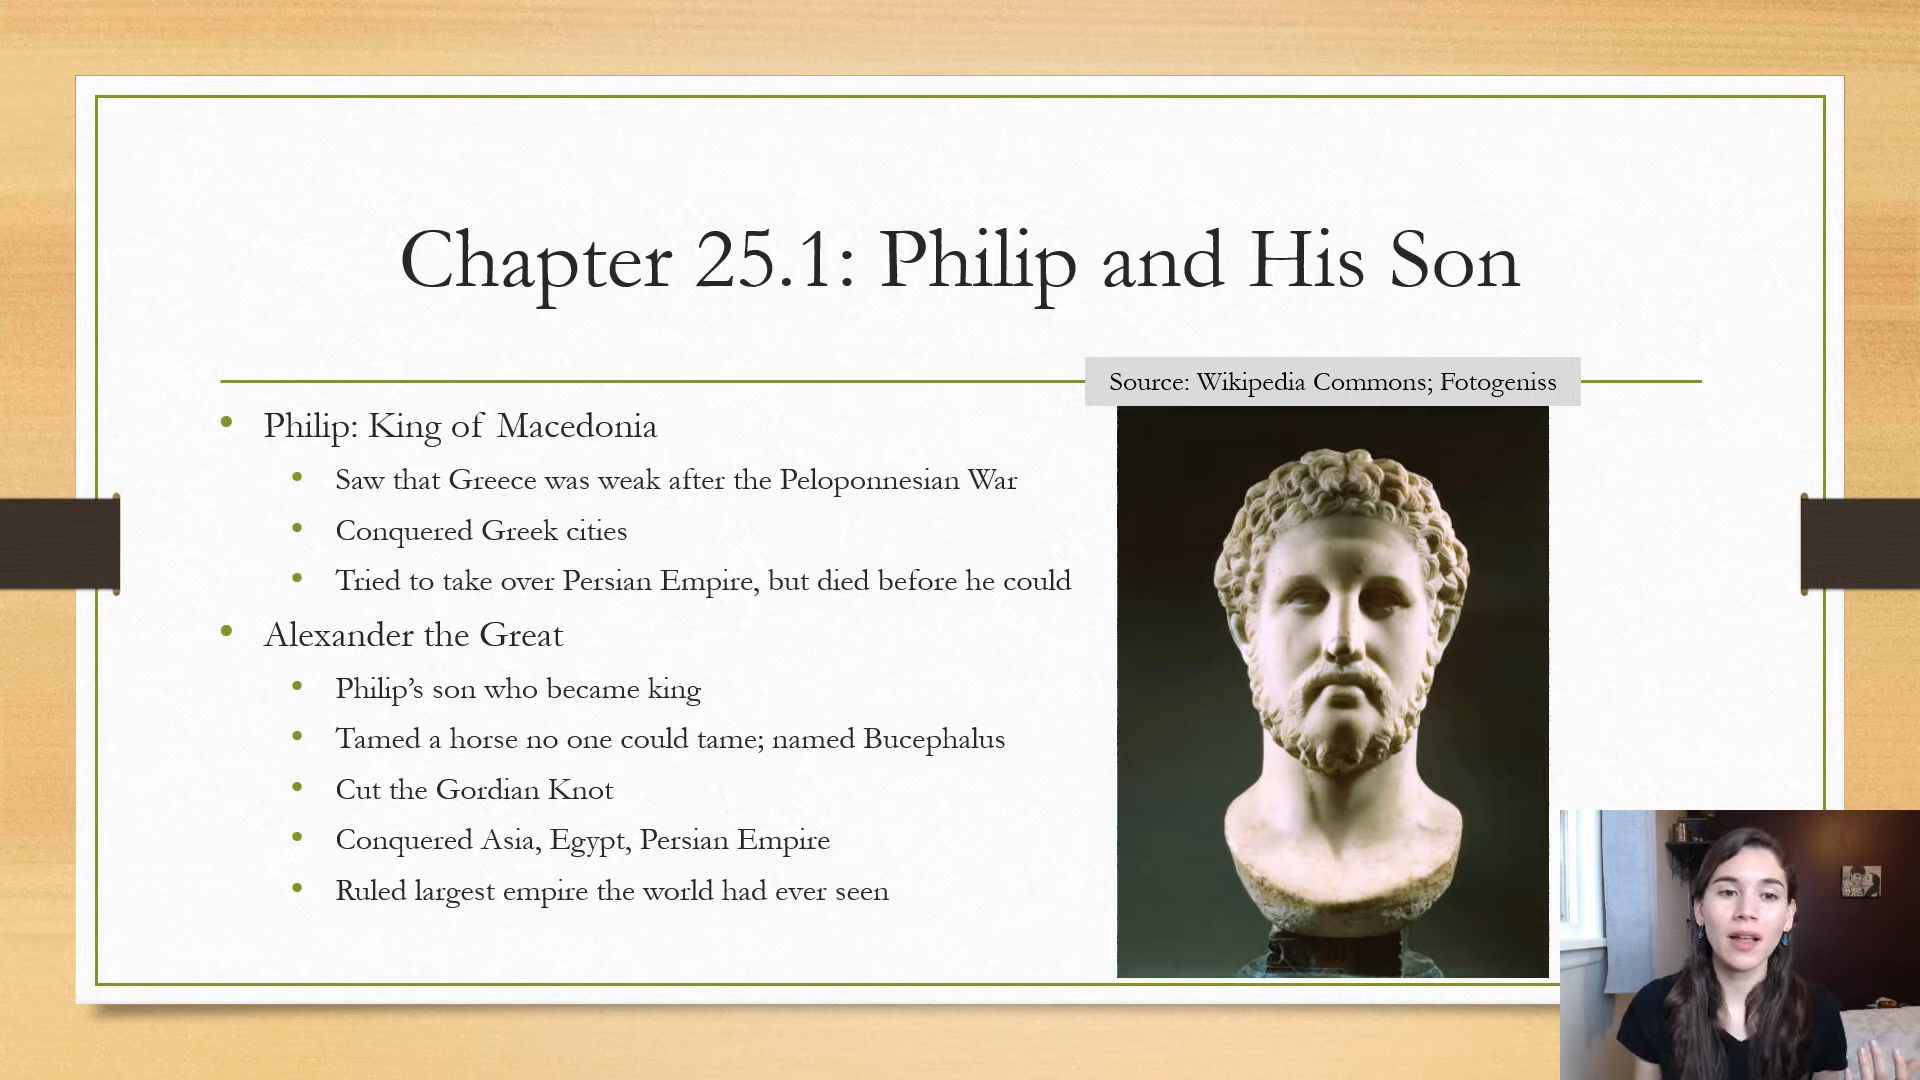 Chapter 25.1: Philip and His Son
Source: Wikipedia Commons; Fotogeniss
Philip: King of Macedonia
Saw that Greece was weak after the Peloponnesian War
Conquered Greek cities
Tried to take over Persian Empire, but died before he could
Alexander the Great
Philip’s son who became king
Tamed a horse no one could tame; named Bucephalus
Cut the Gordian Knot
Conquered Asia, Egypt, Persian Empire
Ruled largest empire the world had ever seen